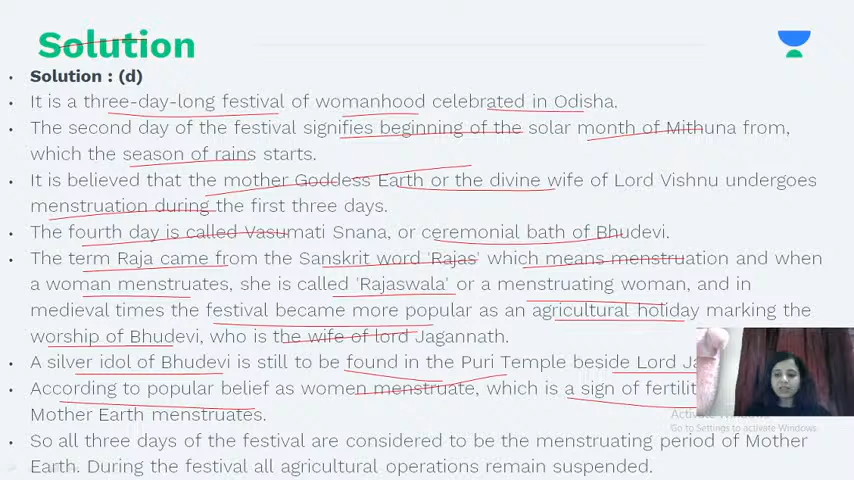 Solution
• Solution : (d)
• It is a three-day-long festival of womanhood celebrated in Odisha.
• The second day of the festival signifies beginning of the solar month of Mithuna from,
which the season of rains starts.
• It is believed that the mother Goddess Earth or the divine wife of Lord Vishnu undergoes
menstruation during the first three days.
• The fourth day is called Vasumati Snana, or ceremonial bath of Bhudevi.
• The term Raja came from the Sanskrit word 'Rajas' which means menstruation and when
a woman menstruates, she is called 'Rajaswala' or a menstruating woman, and in
medieval times the festival became more popular as an agricultural holiday marking the
worship of Bhudevi, who is the wife of lord Jagannath.
• A silver idol of Bhudevi is still to be found in the Puri Temple beside Lord
• According to popular belief as women menstruate, which is a sign of
Mother Earth menstruates.
• So all three days of the festival are considered to be the menstruating period of Mother
Earth. During the festival all agricultural operations remain suspended.
Activate Windows
Go to Settings to activate Windows.